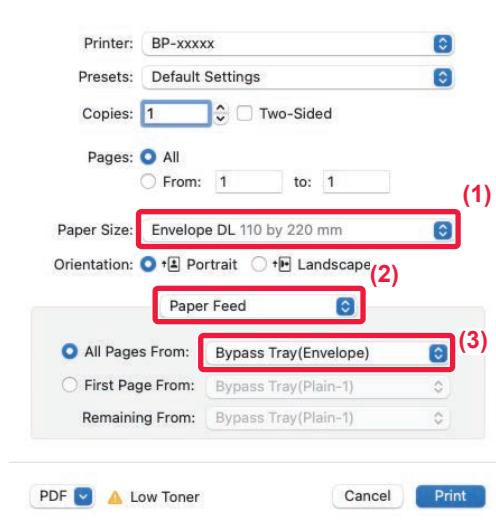 Printer: BP-xxxxx
Presets: Default Settings
Copies: 1 Two-Sided
Pages: All
From: 1 to: 1
(1)
Paper Size: Envelope DL 110 by 220 mm
Orientation: Portrait Landscape
(2)
Paper Feed
(3)
All Pages From: Bypass Tray(Envelope)
First Page From: Bypass Tray(Plain-1)
Remaining From: Bypass Tray(Plain-1)
PDF Low Toner Cancel Print